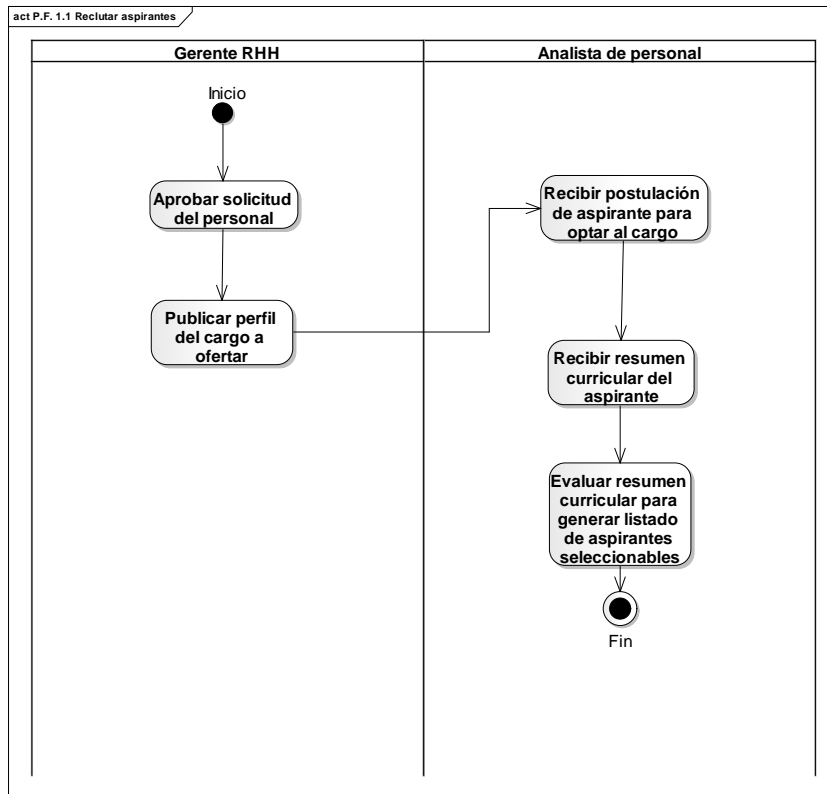 act P.F. 1.1 Reclutar aspirantes
Gerente RHH
Analista de personal
Inicio
Aprobar solicitud
del personal
Publicar perfil
del cargo a
ofertar
Recibir postulación
de aspirante para
optar al cargo
Recibir resumen
curricular del
aspirante
Evaluar resumen
curricular para
generar listado
de aspirantes
seleccionables
Fin